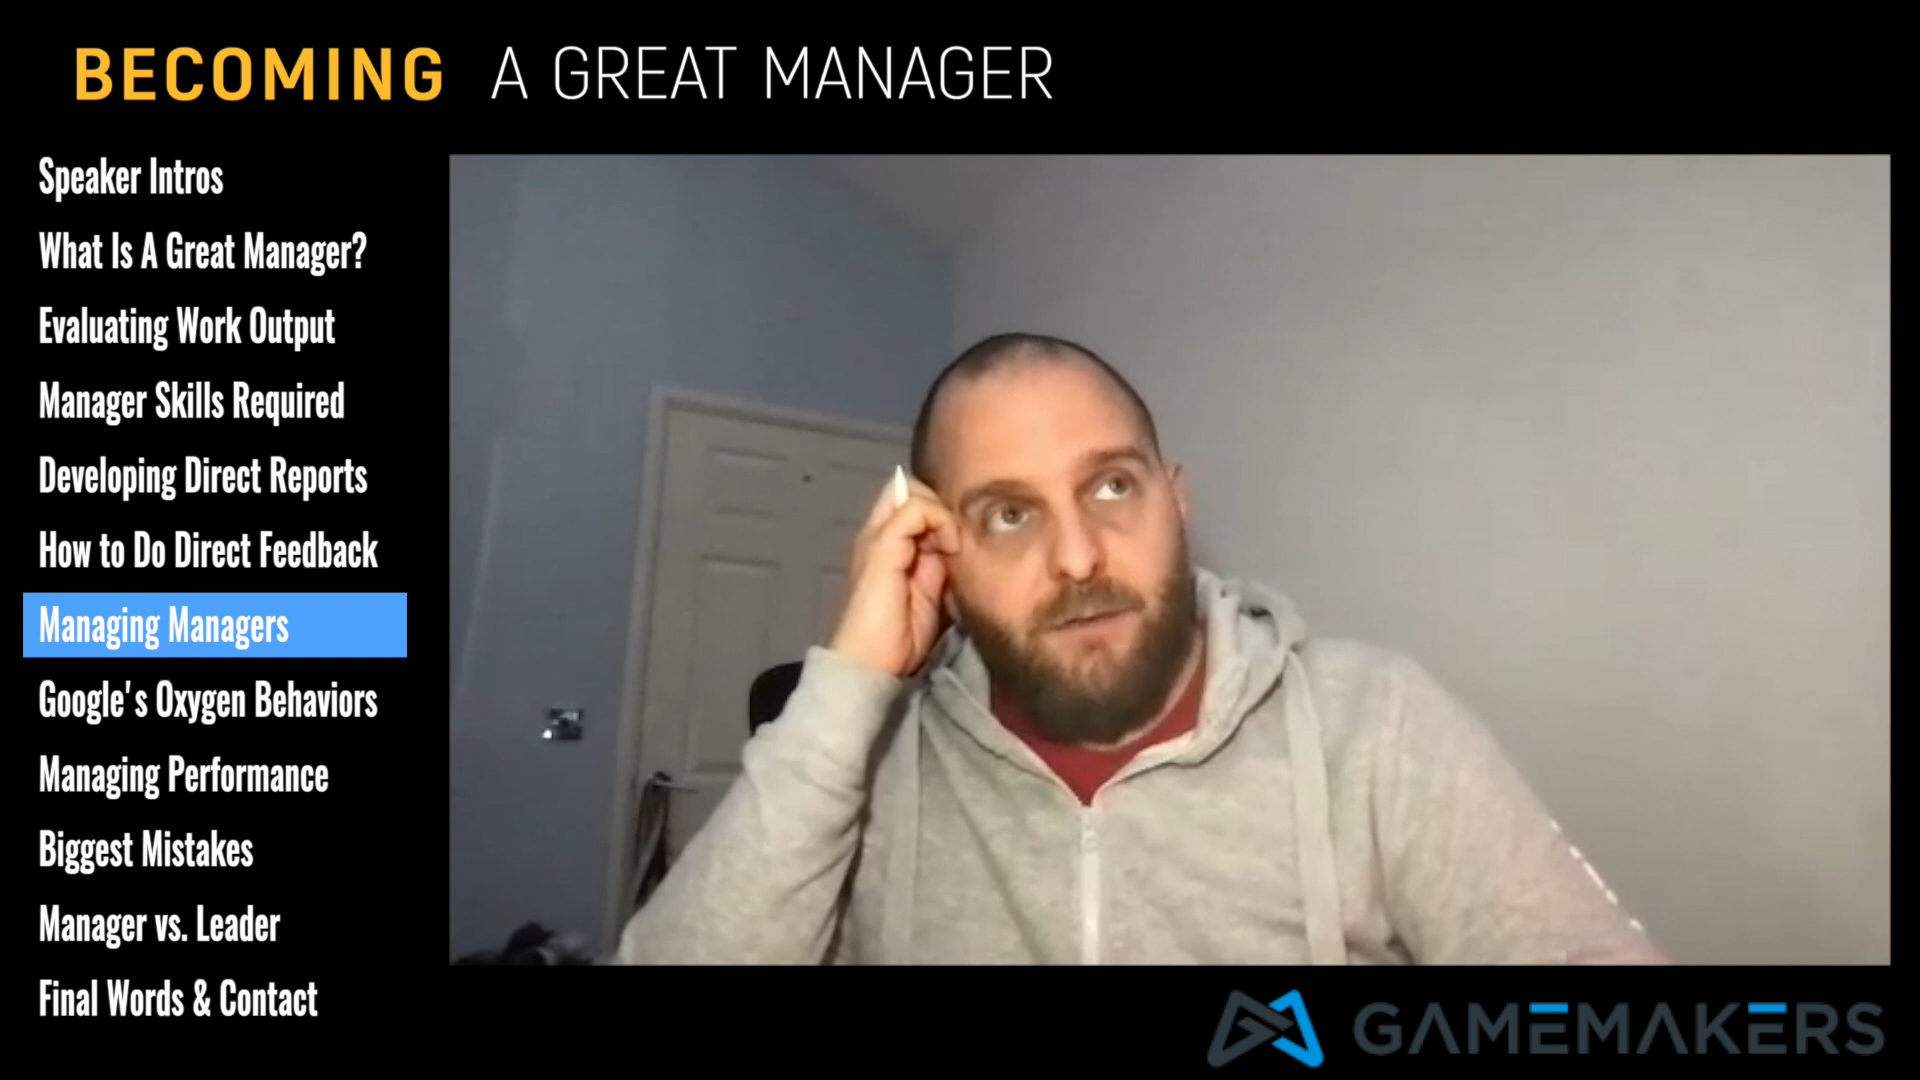 BECOMING A GREAT MANAGER
Speaker Intros
What Is A Great Manager?
Evaluating Work Output
Manager Skills Required
Developing Direct Reports
How to Do Direct Feedback
Managing Managers
Google's Oxygen Behaviors
Managing Performance
Biggest Mistakes
Manager vs. Leader
Final Words & Contact
GAMEMAKERS